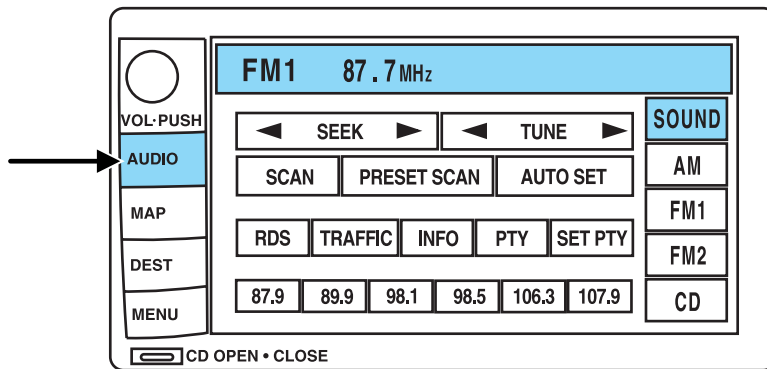 FM1 87.7 MHz
VOL·PUSH
AUDIO
MAP
DEST
MENU
SEEK TUNE
SCAN PRESET SCAN AUTO SET
RDS TRAFFIC INFO PTY SET PTY
87.9 89.9 98.1 98.5 106.3 107.9
SOUND
AM
FM1
FM2
CD
CD OPEN • CLOSE